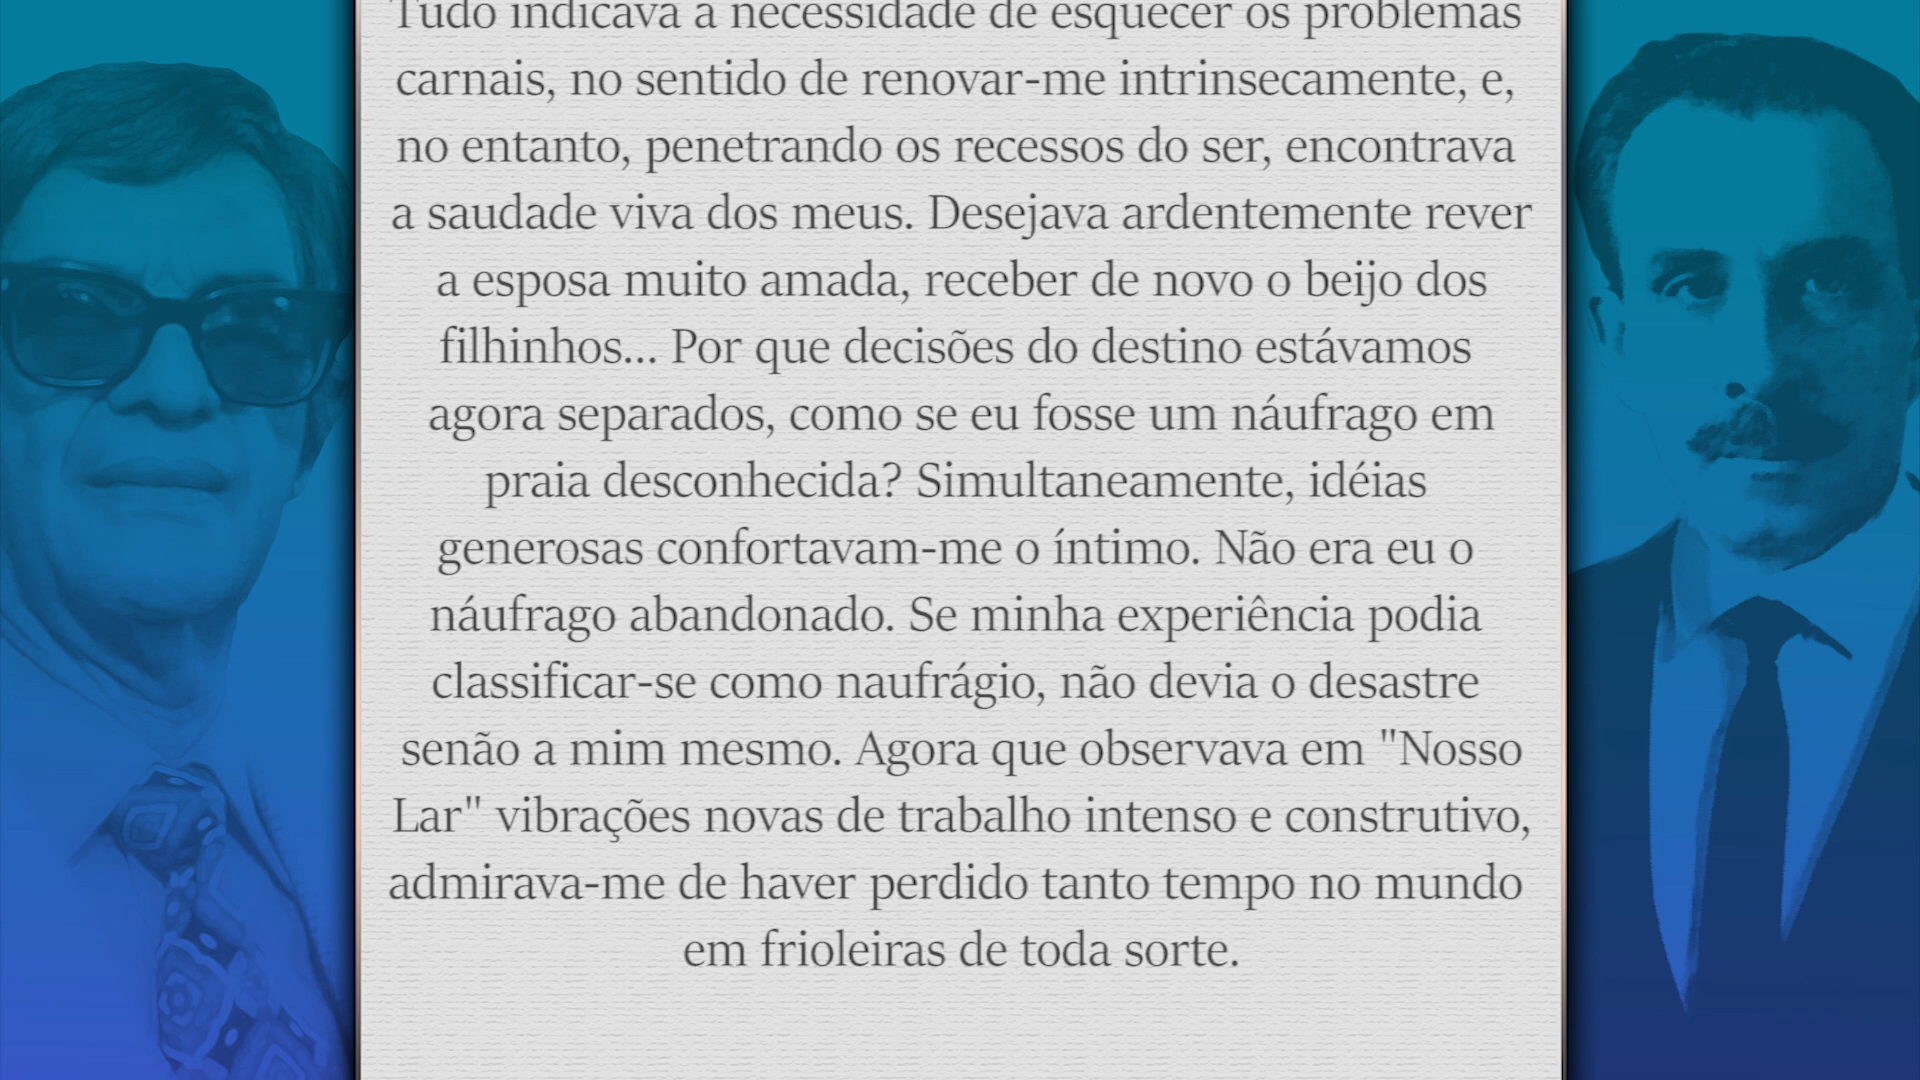 Tudo indicava a necessidade de esquecer os problemas
carnais, no sentido de renovar-me intrinsecamente, e,
no entanto, penetrando os recessos do ser, encontrava
a saudade viva dos meus. Desejava ardentemente rever
a esposa muito amada, receber de novo o beijo dos
filhinhos... Por que decisões do destino estávamos
agora separados, como se eu fosse um náufrago em
praia desconhecida? Simultaneamente, idéias
generosas confortavam-me o íntimo. Não era eu o
náufrago abandonado. Se minha experiência podia
classificar-se como naufrágio, não devia o desastre
senão a mim mesmo. Agora que observava em "Nosso
Lar" vibrações novas de trabalho intenso e construtivo,
admirava-me de haver perdido tanto tempo no mundo
em frioleiras de toda sorte.